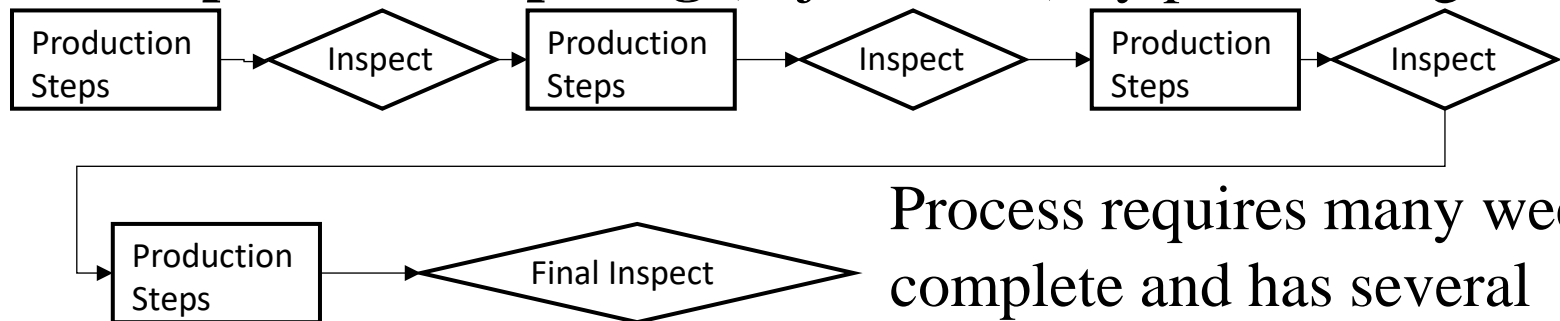 Production
Steps
Inspect
Production
Steps
Inspect
Production
Steps
Inspect
Production
Steps
Final Inspect
Process requires many
complete and has several